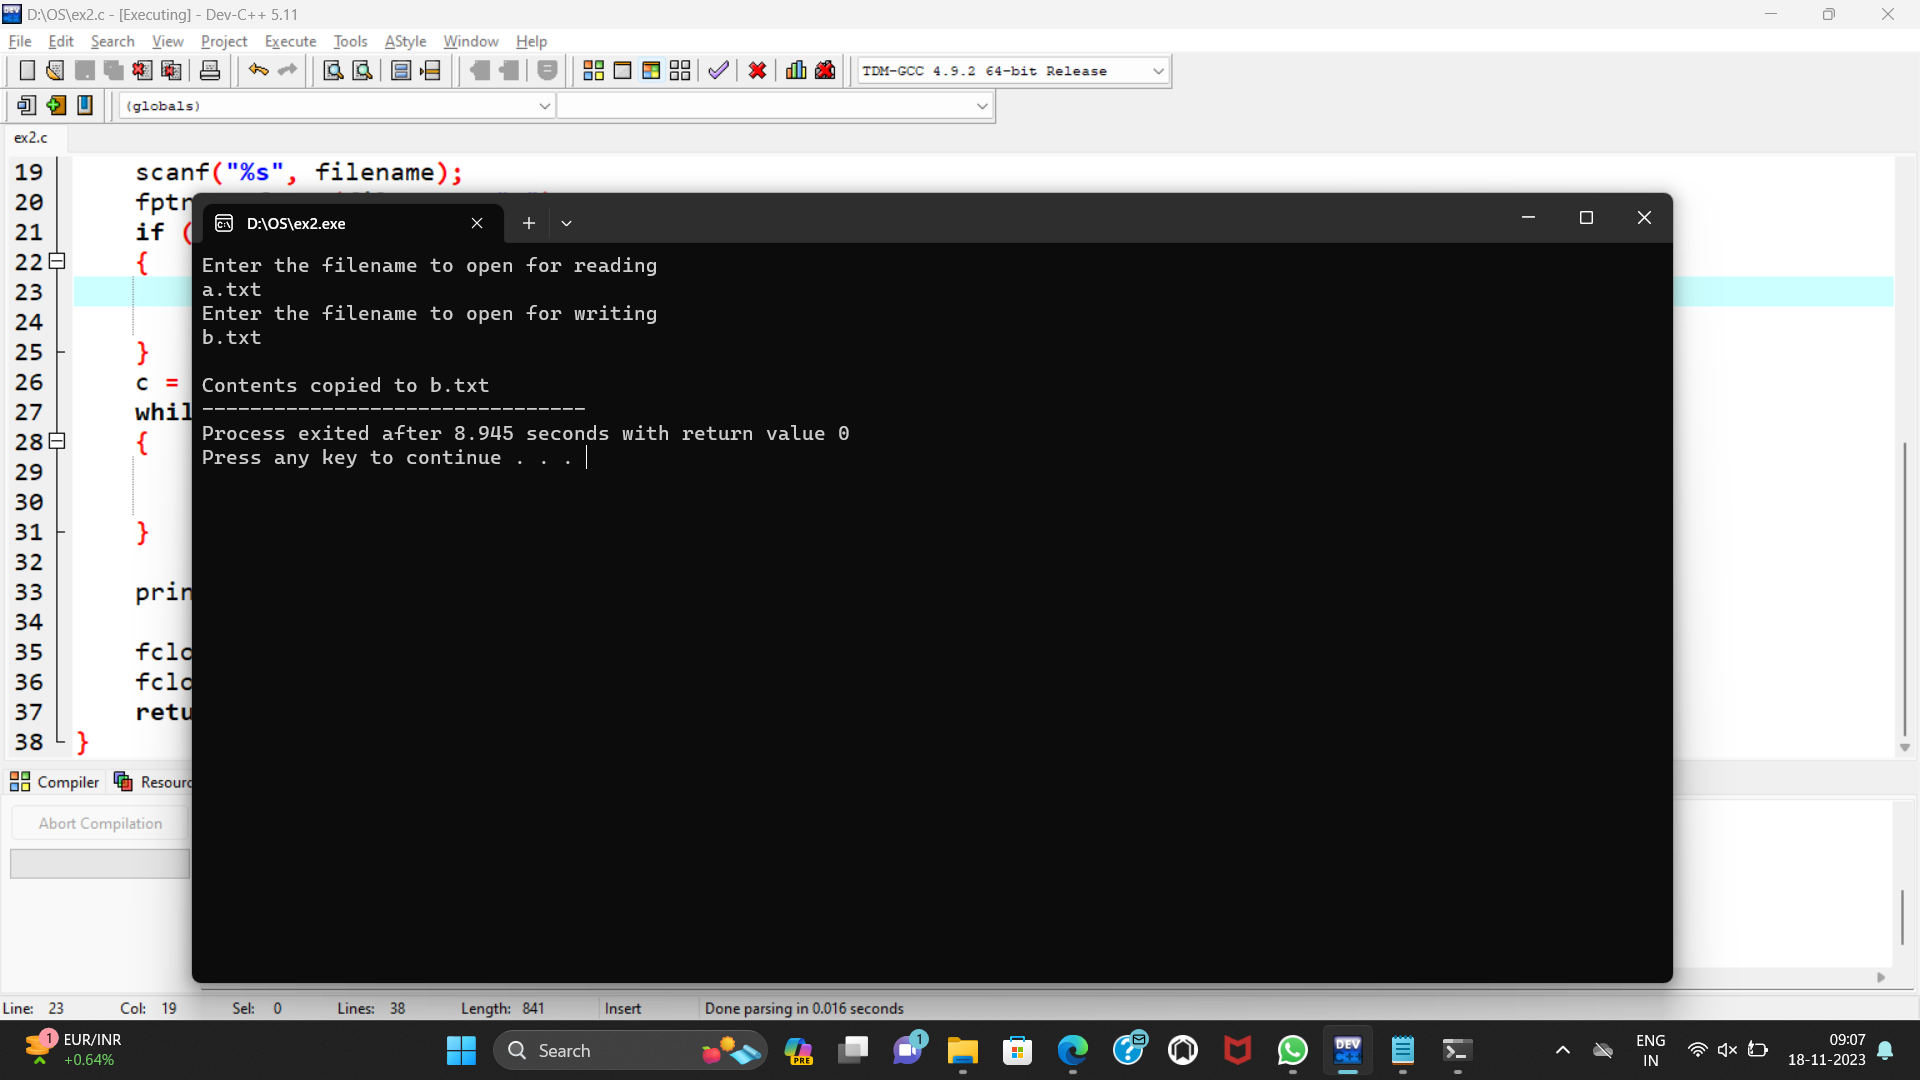 D:\OS\ex2.c - [Executing] - Dev-C++ 5.11
File Edit Search View Project Execute Tools AStyle Window Help
TDM-GCC 4.9.2 64-bit Release
(globals)
ex2.c
19 scanf("%s", filename);
20 fptr
21 if (
22 {
23
24
25 }
26 c =
27 whil
28 {
29
30
31 }
32
33 prin
34
35 fclo
36 fclo
37 retu
38 }
D:\OS\ex2.exe
Enter the filename to open for reading
a.txt
Enter the filename to open for writing
b.txt
Contents copied to b.txt
--------------------------------
Process exited after 8.945 seconds with return value 0
Press any key to continue . . .
Compiler Resourc
Abort Compilation
Line: 23 Col: 19 Sel: 0 Lines: 38 Length: 841 Insert Done parsing in 0.016 seconds
1 EUR/INR
+0.64%
Search
PRE
1
DEV
C++
ENG
IN
09:07
18-11-2023